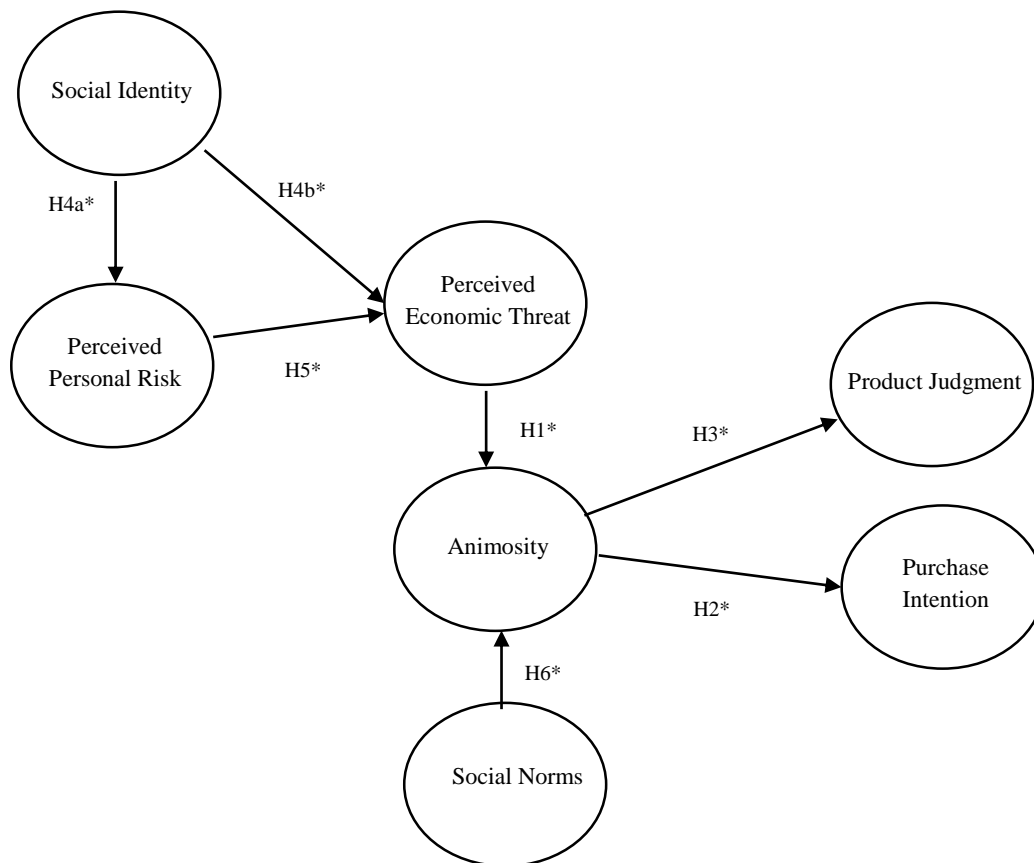 Social Identity
H4a*
H4b*
Perceived
Economic Threat
Perceived
Personal Risk
H5*
Product Judgment
H1*
H3*
Animosity
Purchase
Intention
H2*
H6*
Social Norms